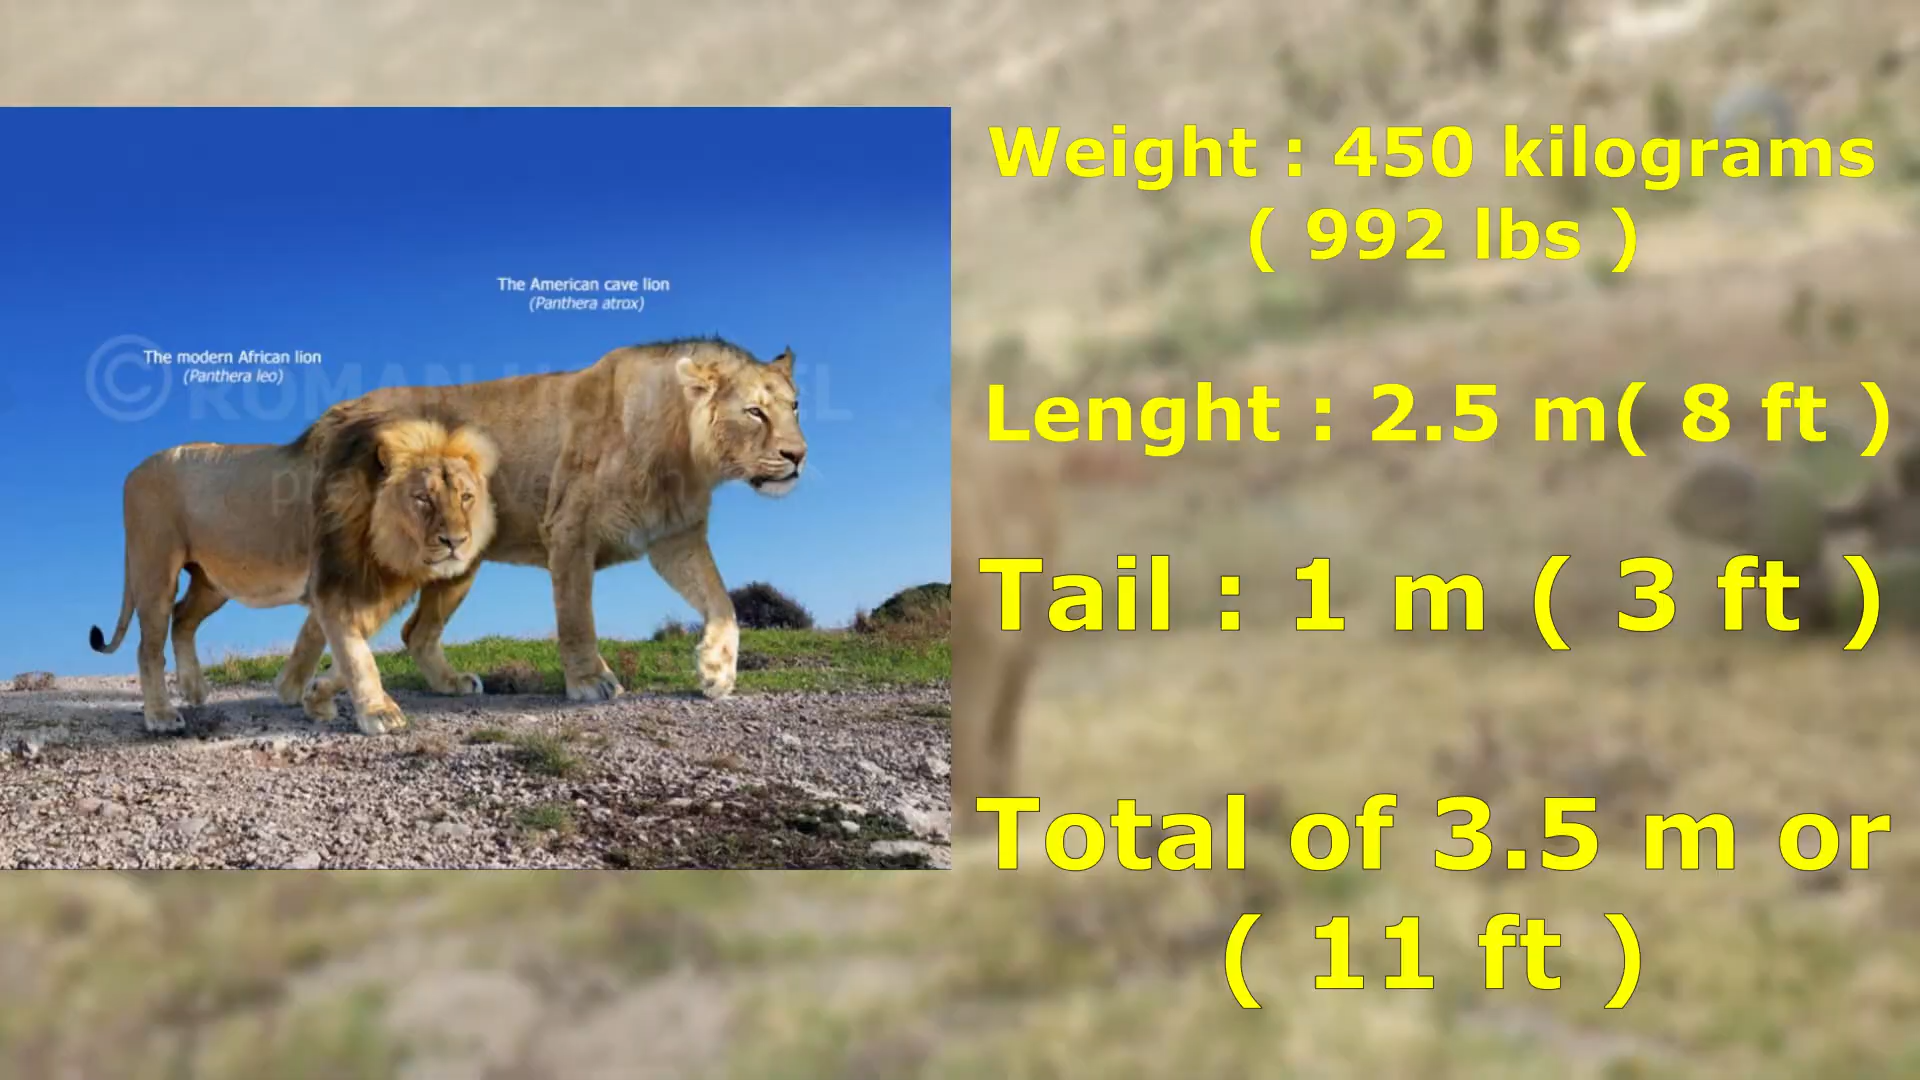 Weight : 450 kilograms
( 992 lbs )
The American cave lion
(Panthera atrox)
The modern African lion
(Panthera leo)
©
Lenght : 2.5 m( 8 ft )
Tail : 1 m ( 3 ft )
Total of 3.5 m or
( 11 ft )